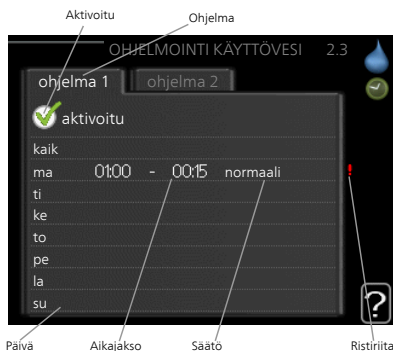 Aktivoitu
Ohjelma
OHJELMOINTI KÄYTTÖVESI 2.3
ohjelma 1 ohjelma 2
aktivoitu
kaik
ma 01:00 - 00:15 normaali !
ti
ke
to
pe
la
su
?
Päivä Aikajakso Säätö Ristiriita